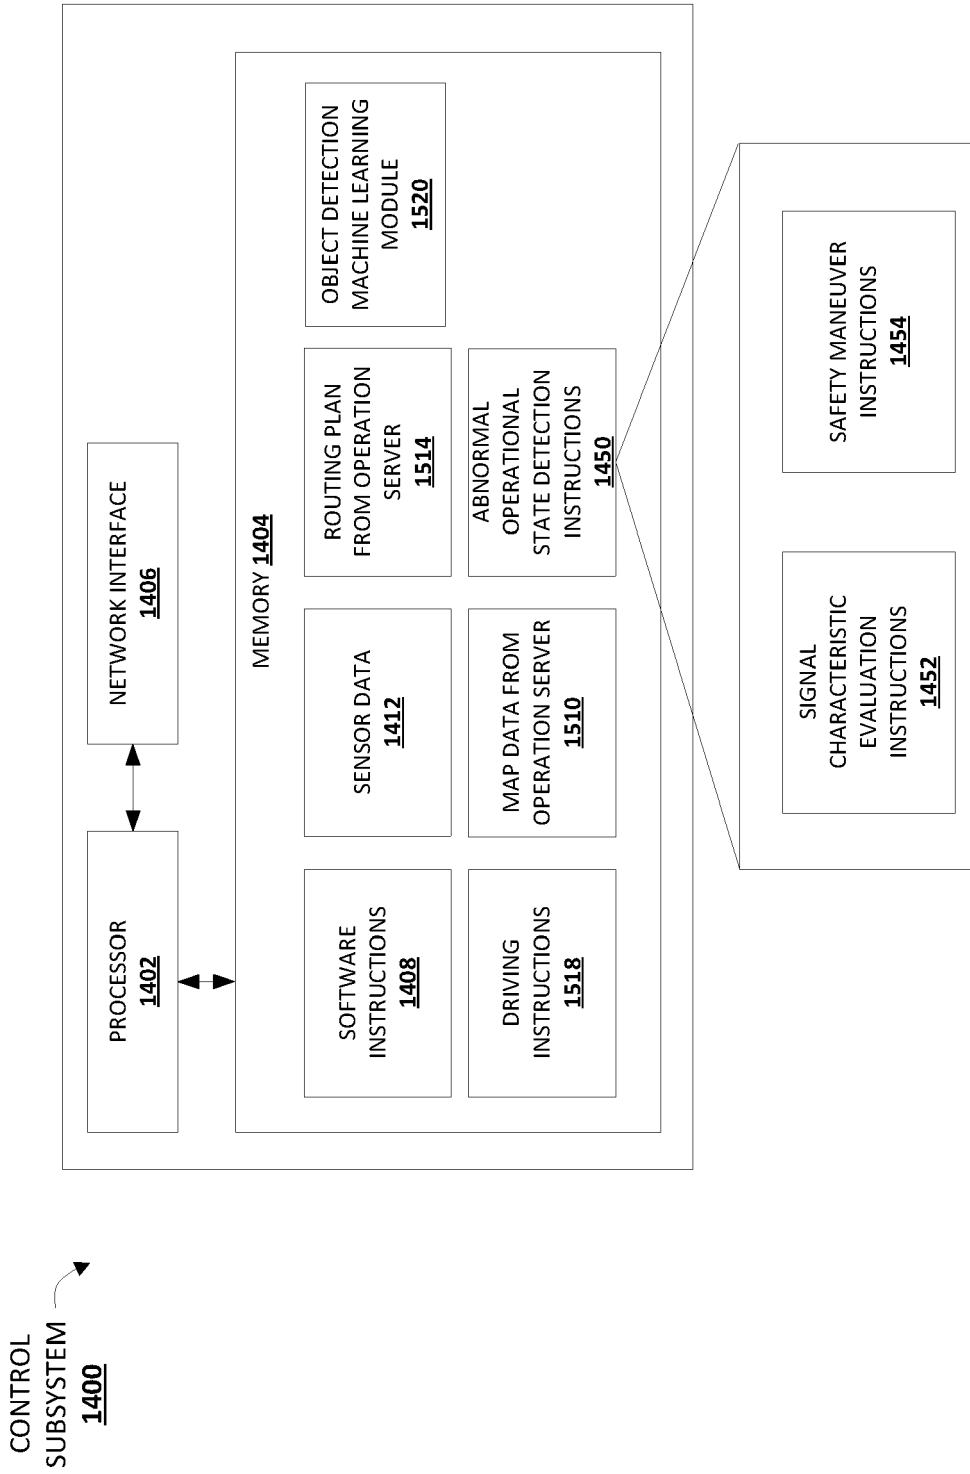 CONTROL
SUBSYSTEM
1400
PROCESSOR
1402
NETWORK INTERFACE
1406
MEMORY 1404
SOFTWARE
INSTRUCTIONS
1408
SENSOR DATA
1412
ROUTING PLAN
FROM OPERATION
SERVER
1514
OBJECT DETECTION
MACHINE LEARNING
MODULE
1520
DRIVING
INSTRUCTIONS
1518
MAP DATA FROM
OPERATION SERVER
1510
ABNORMAL
OPERATIONAL
STATE DETECTION
INSTRUCTIONS
1450
SIGNAL
CHARACTERISTIC
EVALUATION
INSTRUCTIONS
1452
SAFETY MANEUVER
INSTRUCTIONS
1454